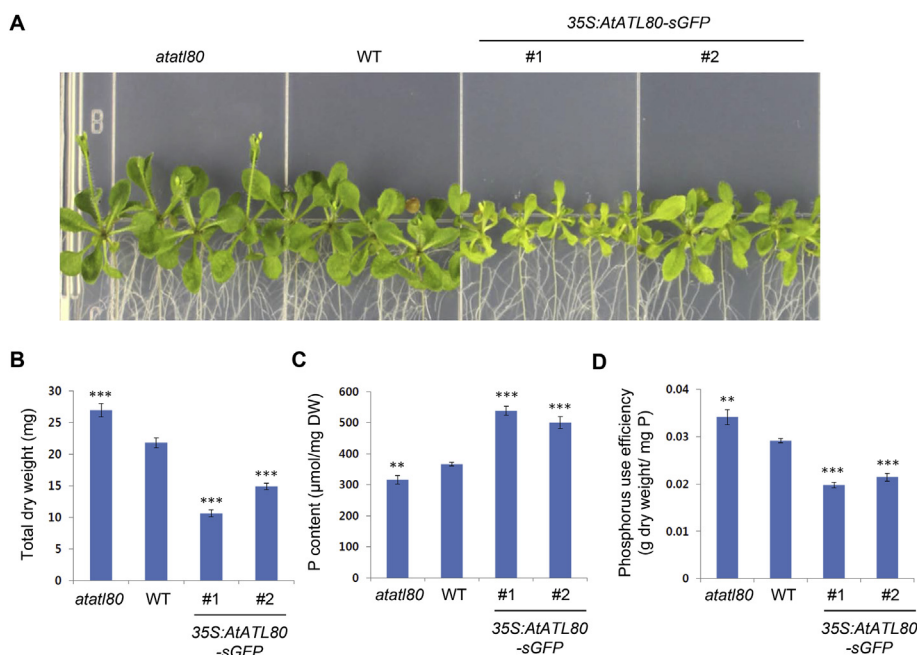 A
35S:AtATL80-sGFP
atatl80 WT #1 #2
8
B
Total dry weight (mg)
30
25
20
15
10
5
0
***
***
***
atatl80 WT #1 #2
35S:AtATL80
-sGFP
C
P content (μmol/mg DW)
600
500
400
300
200
100
0
**
***
***
atatl80 WT #1 #2
35S:AtATL80
-sGFP
D
Phosphorus use efficiency
(g dry weight/ mg P)
0.04
0.03
0.02
0.01
0
**
***
***
atatl80 WT #1 #2
35S:AtATL80
-sGFP